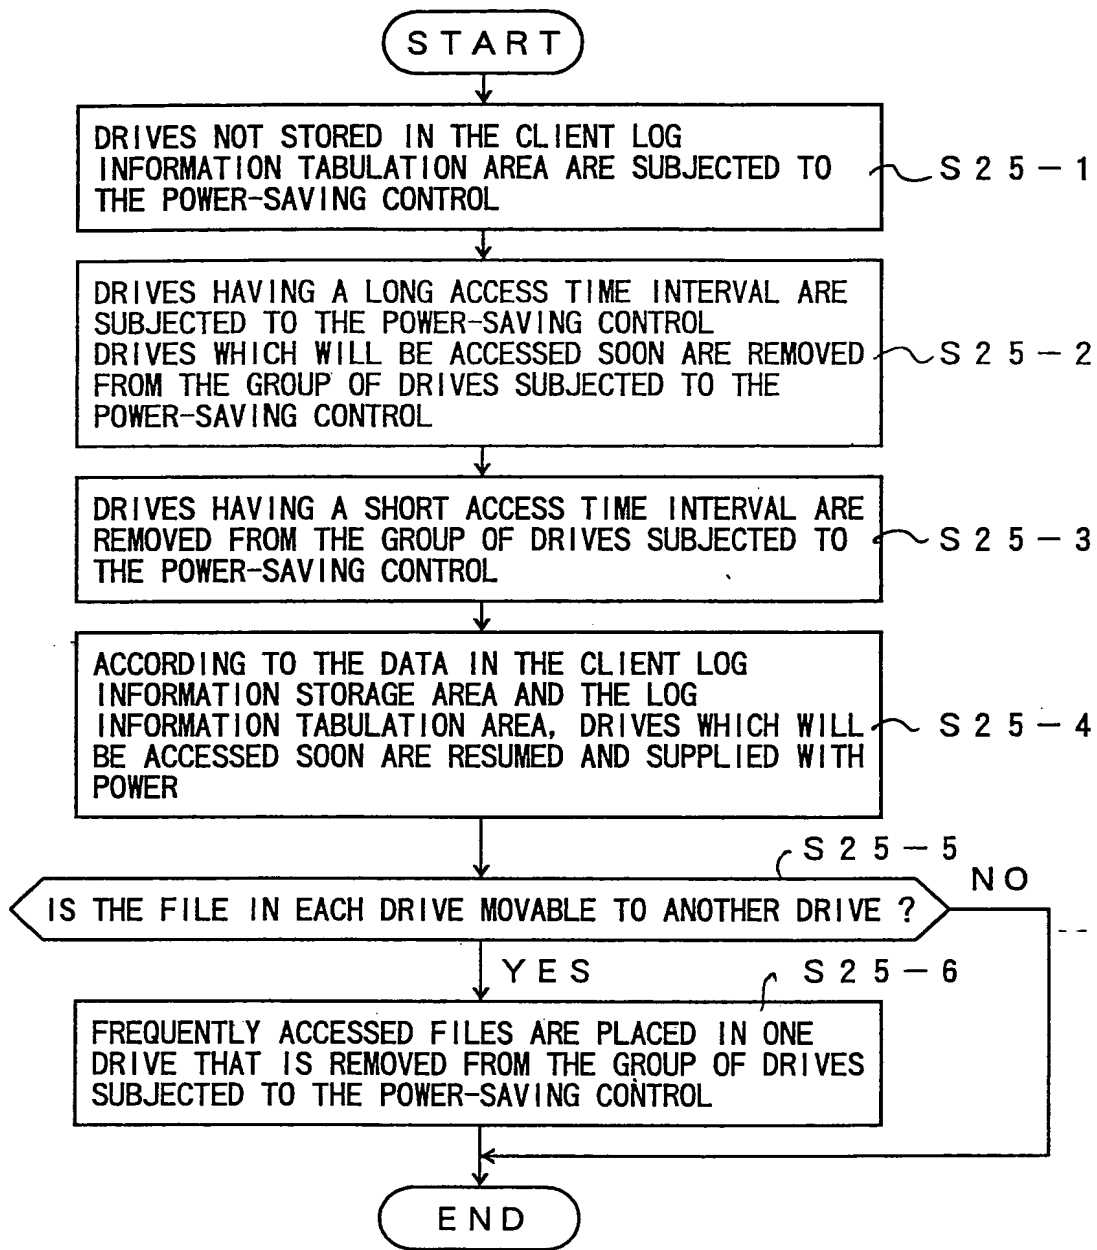 START
DRIVES NOT STORED IN THE CLIENT LOG
INFORMATION TABULATION AREA ARE SUBJECTED TO
THE POWER-SAVING CONTROL
S25-1
DRIVES HAVING A LONG ACCESS TIME INTERVAL ARE
SUBJECTED TO THE POWER-SAVING CONTROL
DRIVES WHICH WILL BE ACCESSED SOON ARE REMOVED
FROM THE GROUP OF DRIVES SUBJECTED TO THE
POWER-SAVING CONTROL
S25-2
DRIVES HAVING A SHORT ACCESS TIME INTERVAL ARE
REMOVED FROM THE GROUP OF DRIVES SUBJECTED TO
THE POWER-SAVING CONTROL
S25-3
ACCORDING TO THE DATA IN THE CLIENT LOG
INFORMATION STORAGE AREA AND THE LOG
INFORMATION TABULATION AREA, DRIVES WHICH WILL
BE ACCESSED SOON ARE RESUMED AND SUPPLIED WITH
POWER
S25-4
S25-5
IS THE FILE IN EACH DRIVE MOVABLE TO ANOTHER DRIVE ?
NO
YES
S25-6
FREQUENTLY ACCESSED FILES ARE PLACED IN ONE
DRIVE THAT IS REMOVED FROM THE GROUP OF DRIVES
SUBJECTED TO THE POWER-SAVING CONTROL
END